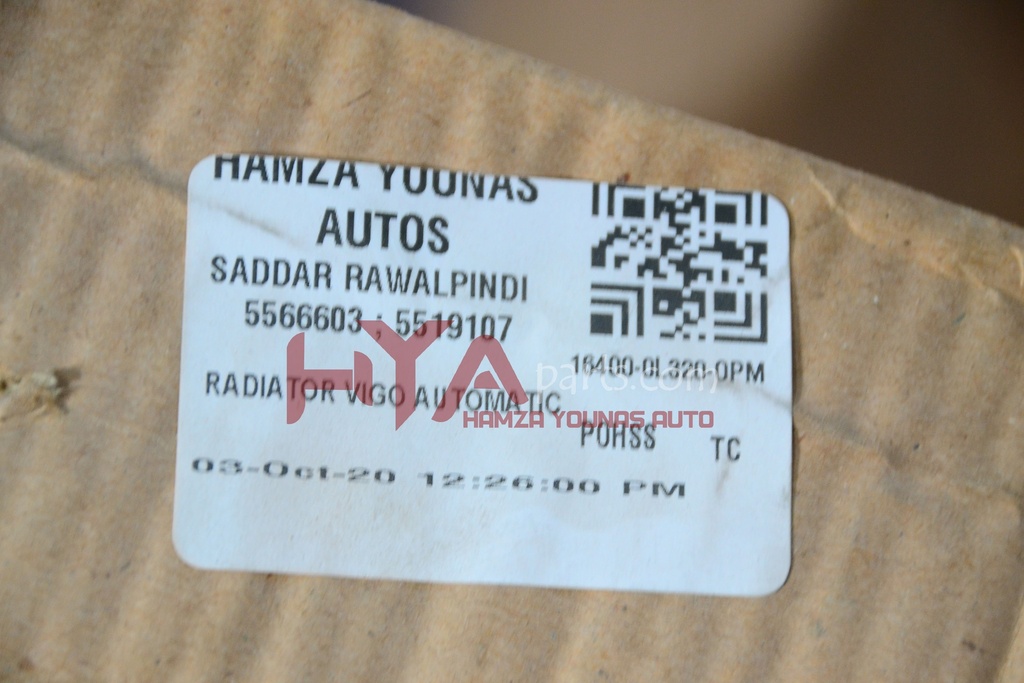 HAMZA YOUNAS
AUTOS
SADDAR RAWALPINDI
5566603 ; 5519107
16400-0L320-0PM
RADIATOR VIGO AUTOMATIC
HYA parts.com
HAMZA YOUNAS AUTO
POHSS TC
03-Oct-20 12:26:00 PM